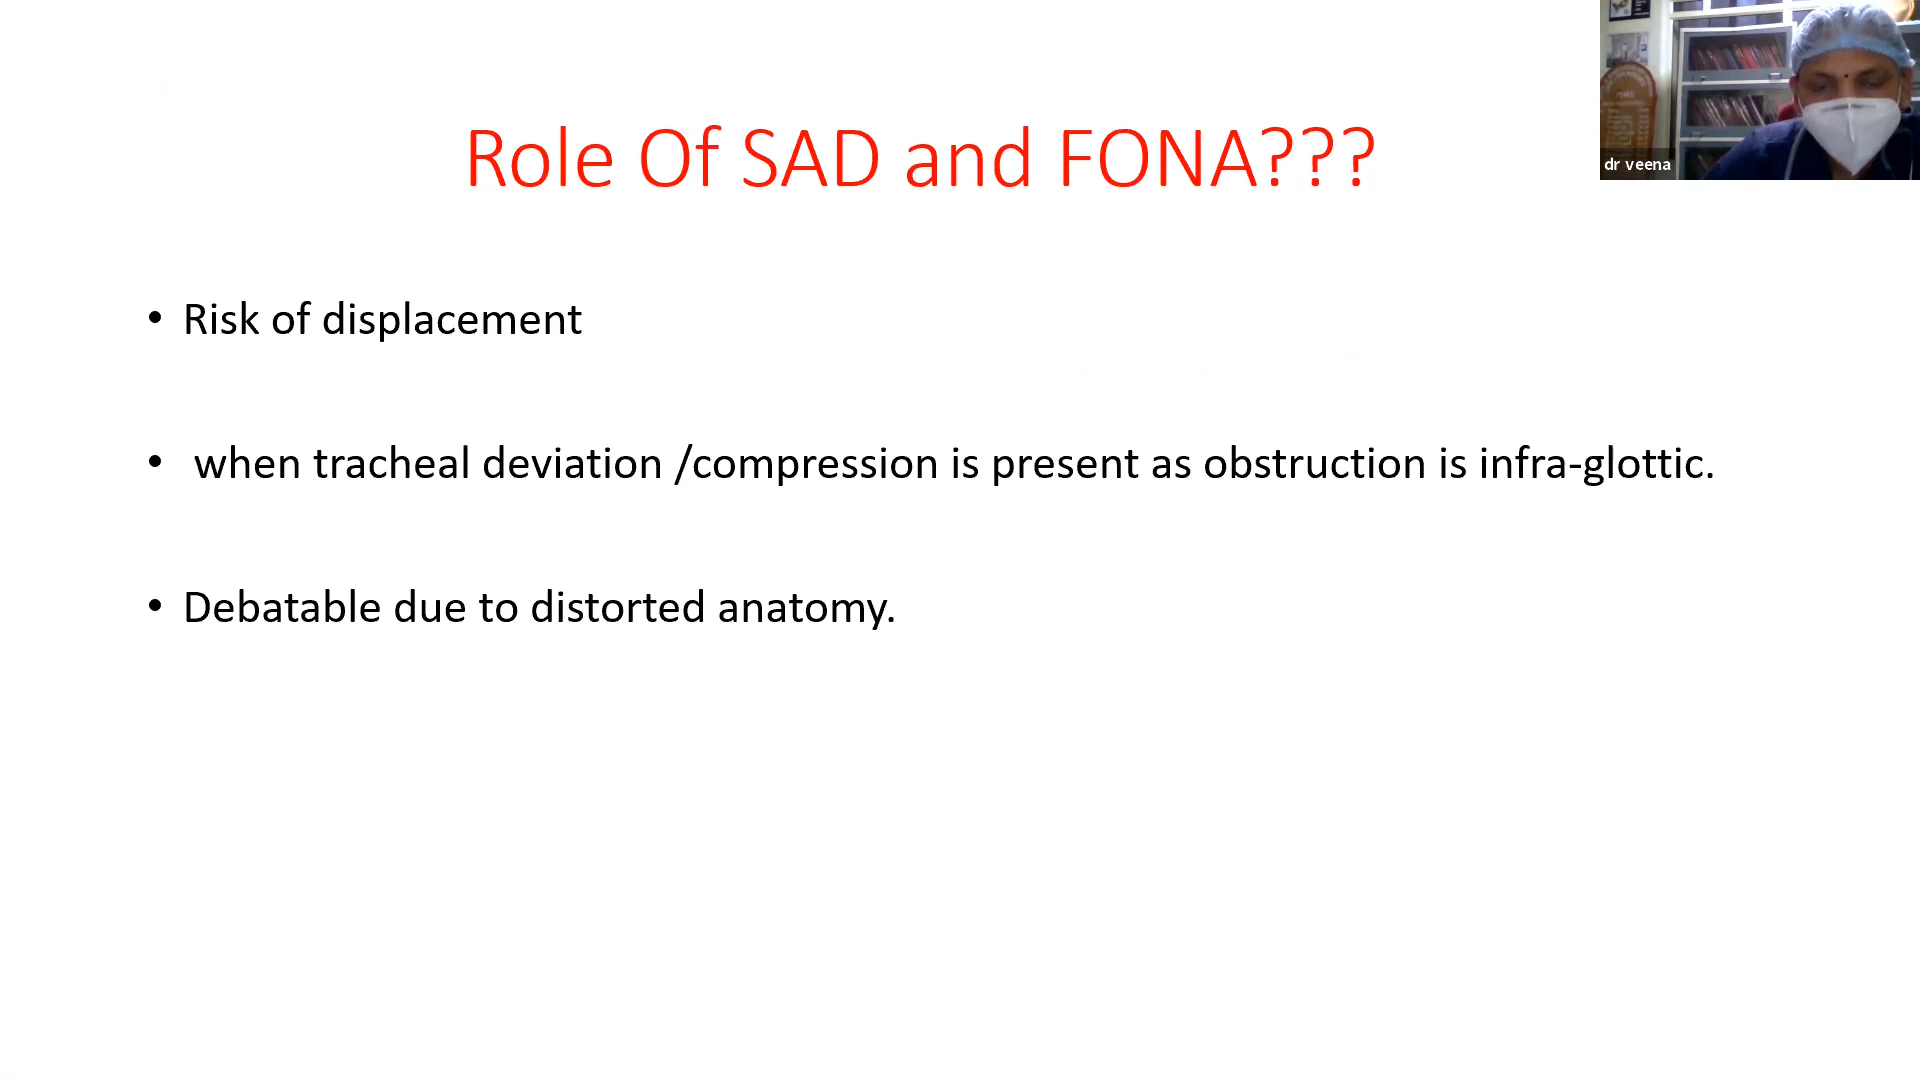 Role Of SAD and FONA???
dr veena
• Risk of displacement
• when tracheal deviation /compression is present as obstruction is infra-glottic.
• Debatable due to distorted anatomy.